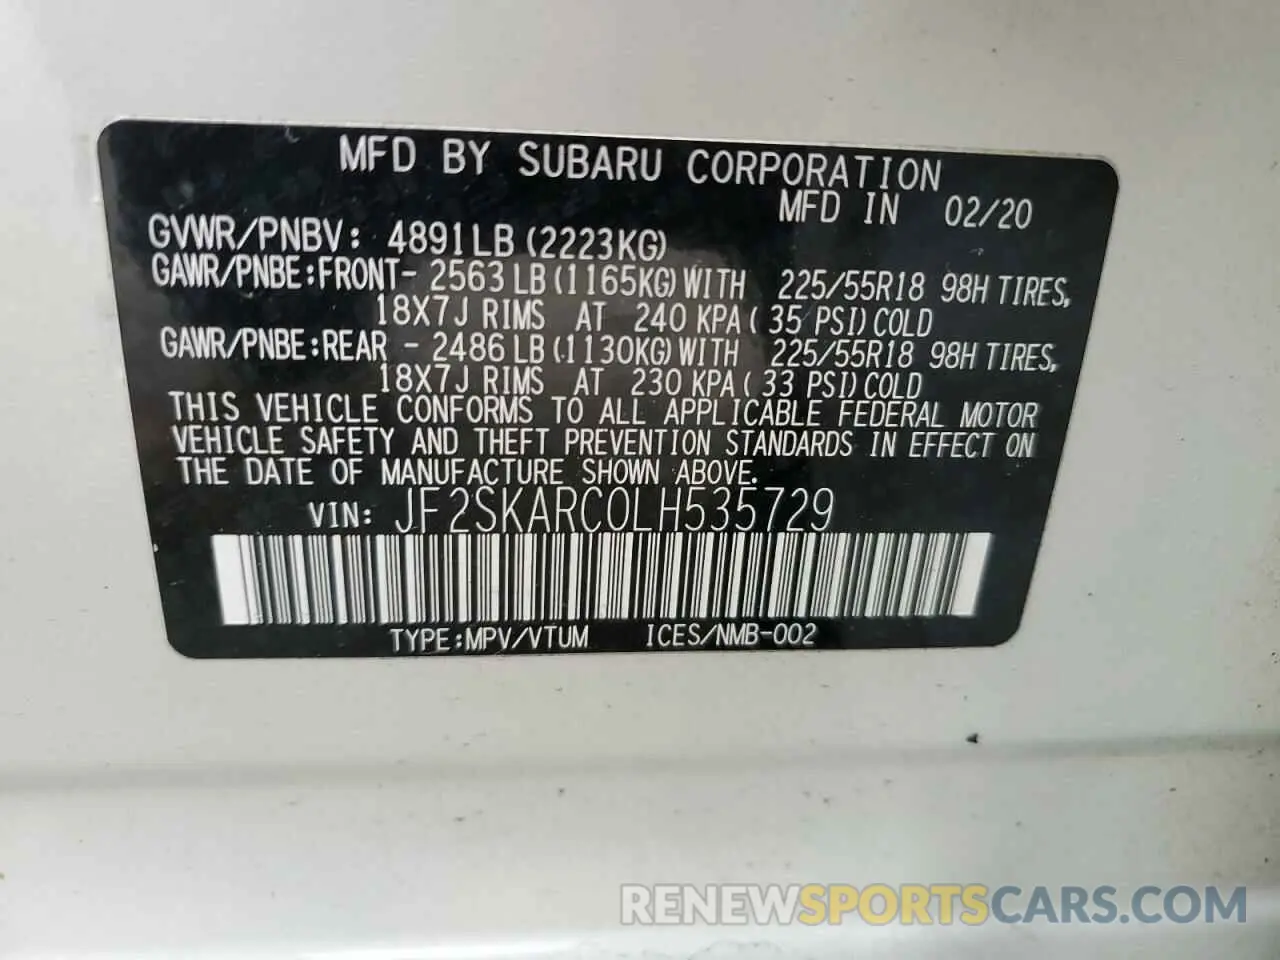 MFD BY SUBARU CORPORATION
MFD IN 02/20
GVWR/PNBV: 4891LB (2223KG)
GAWR/PNBE:FRONT- 2563LB(1165KG)WITH 225/55R18 98H TIRES,
18X7J RIMS AT 240 KPA( 35 PSI)COLD
GAWR/PNBE:REAR - 2486LB(1130KG)WITH 225/55R18 98H TIRES,
18X7J RIMS AT 230 KPA( 33 PSI)COLD
THIS VEHICLE CONFORMS TO ALL APPLICABLE FEDERAL MOTOR
VEHICLE SAFETY AND THEFT PREVENTION STANDARDS IN EFFECT ON
THE DATE OF MANUFACTURE SHOWN ABOVE.
VIN: JF2SKARC0LH535729
TYPE:MPV/VTUM ICES/NMB-002
RENEWSPORTSCARS.COM